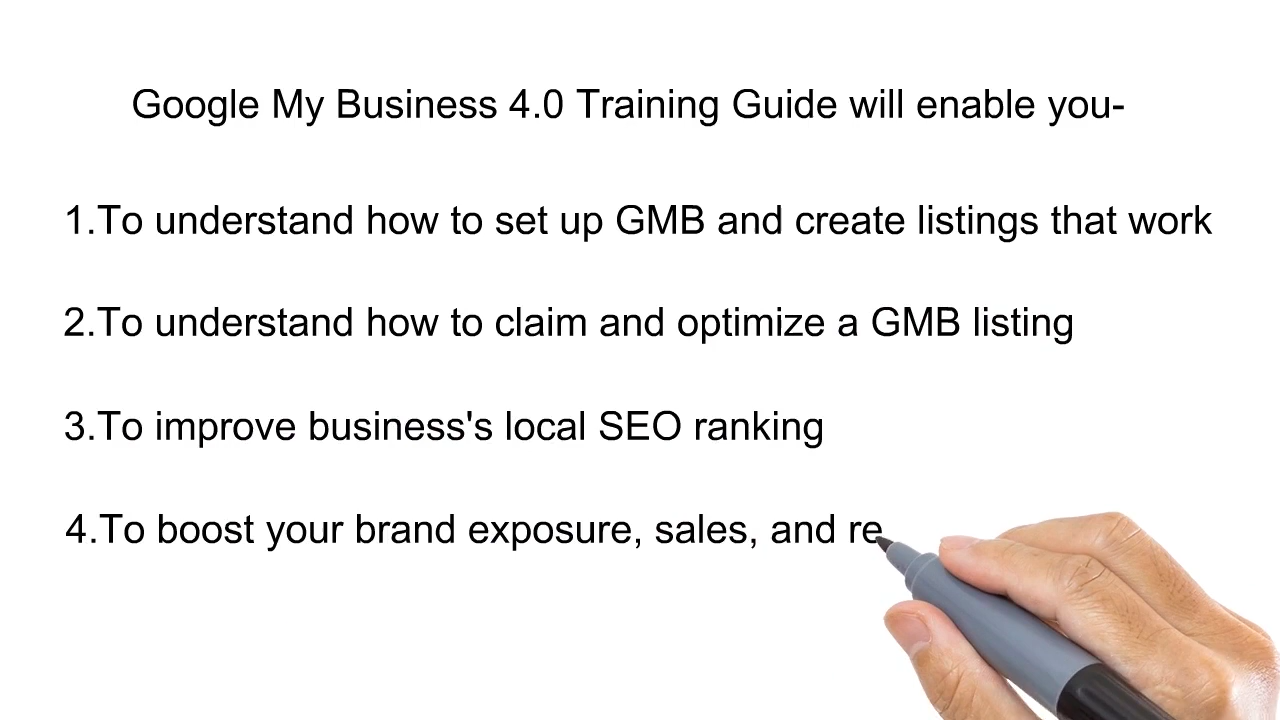 Google My Business 4.0 Training Guide will enable you-
1.To understand how to set up GMB and create listings that work
2.To understand how to claim and optimize a GMB listing
3.To improve business's local SEO ranking
4.To boost your brand exposure, sales, and re